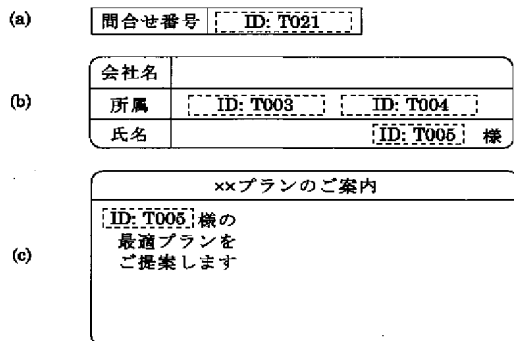 (a) 問合せ番号 ID: T021
(b) 会社名
所属 ID: T003 ID: T004
氏名 ID: T005 様
(c) ××プランのご案内
ID: T005 様の
最適プランを
ご提案します